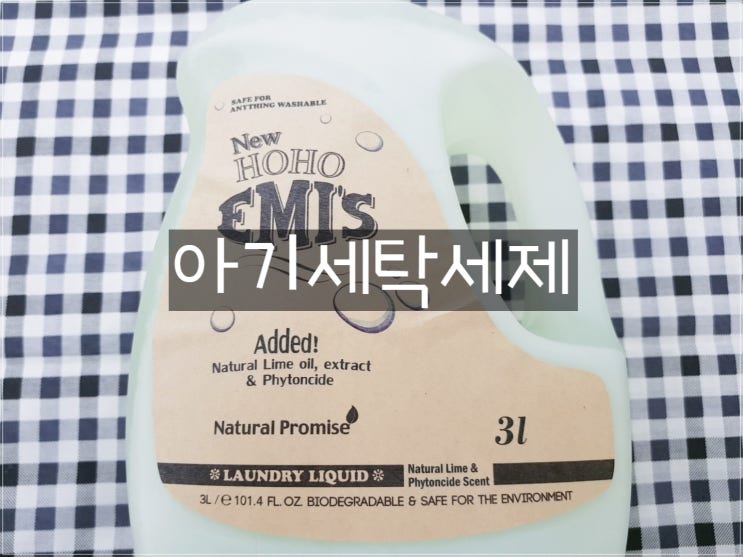 SAFE FOR
ANYTHING WASHABLE
New
HOHO
EMI'S
아기세탁세제
Added!
Natural Lime oil, extract
& Phytoncide
Natural Promise
3l
LAUNDRY LIQUID
Natural Lime &
Phytoncide Scent
3L / ℮ 101.4 FL. OZ. BIODEGRADABLE & SAFE FOR THE ENVIRONMENT